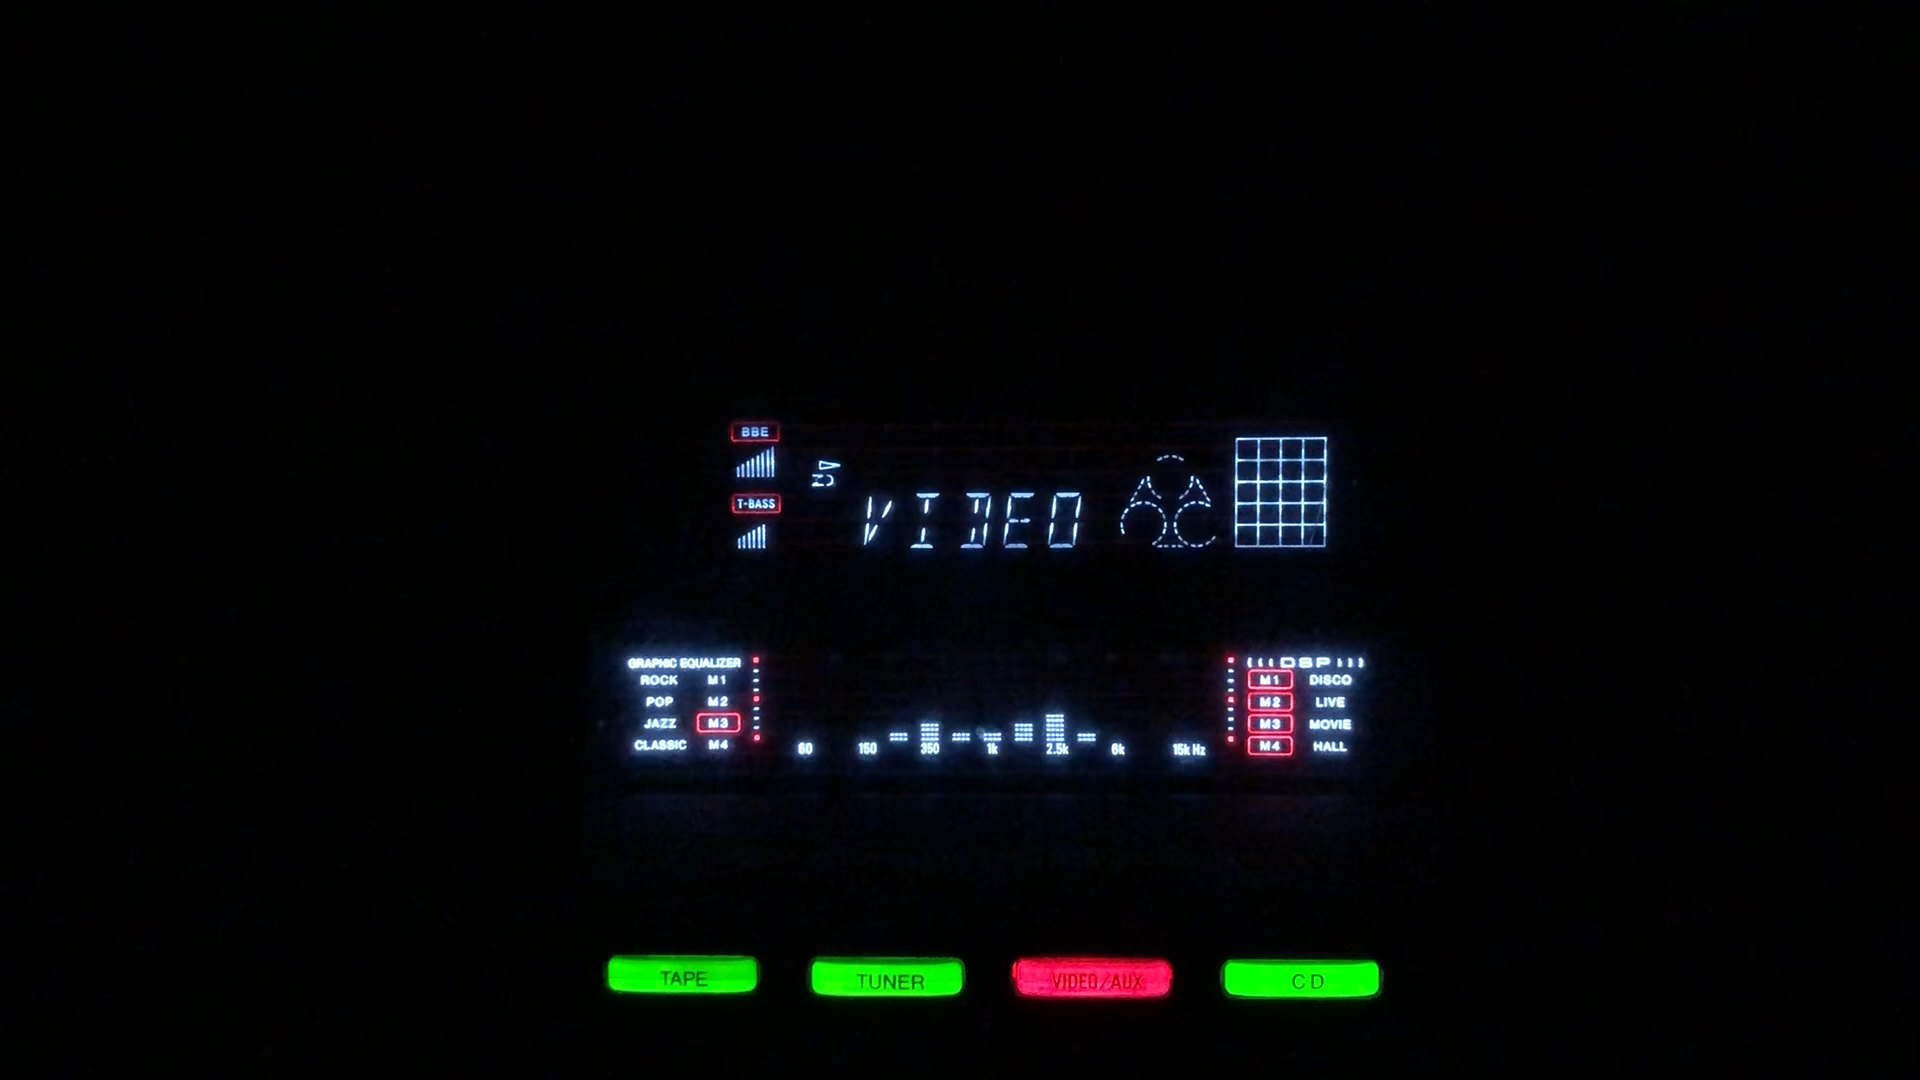 BBE
T-BASS
VIDEO
GRAPHIC EQUALIZER
ROCK M1
POP M2
JAZZ M3
CLASSIC M4
60 150 350 1k 2.5k 6k 15k Hz
DSP
M1 DISCO
M2 LIVE
M3 MOVIE
M4 HALL
TAPE TUNER VIDEO/AUX CD